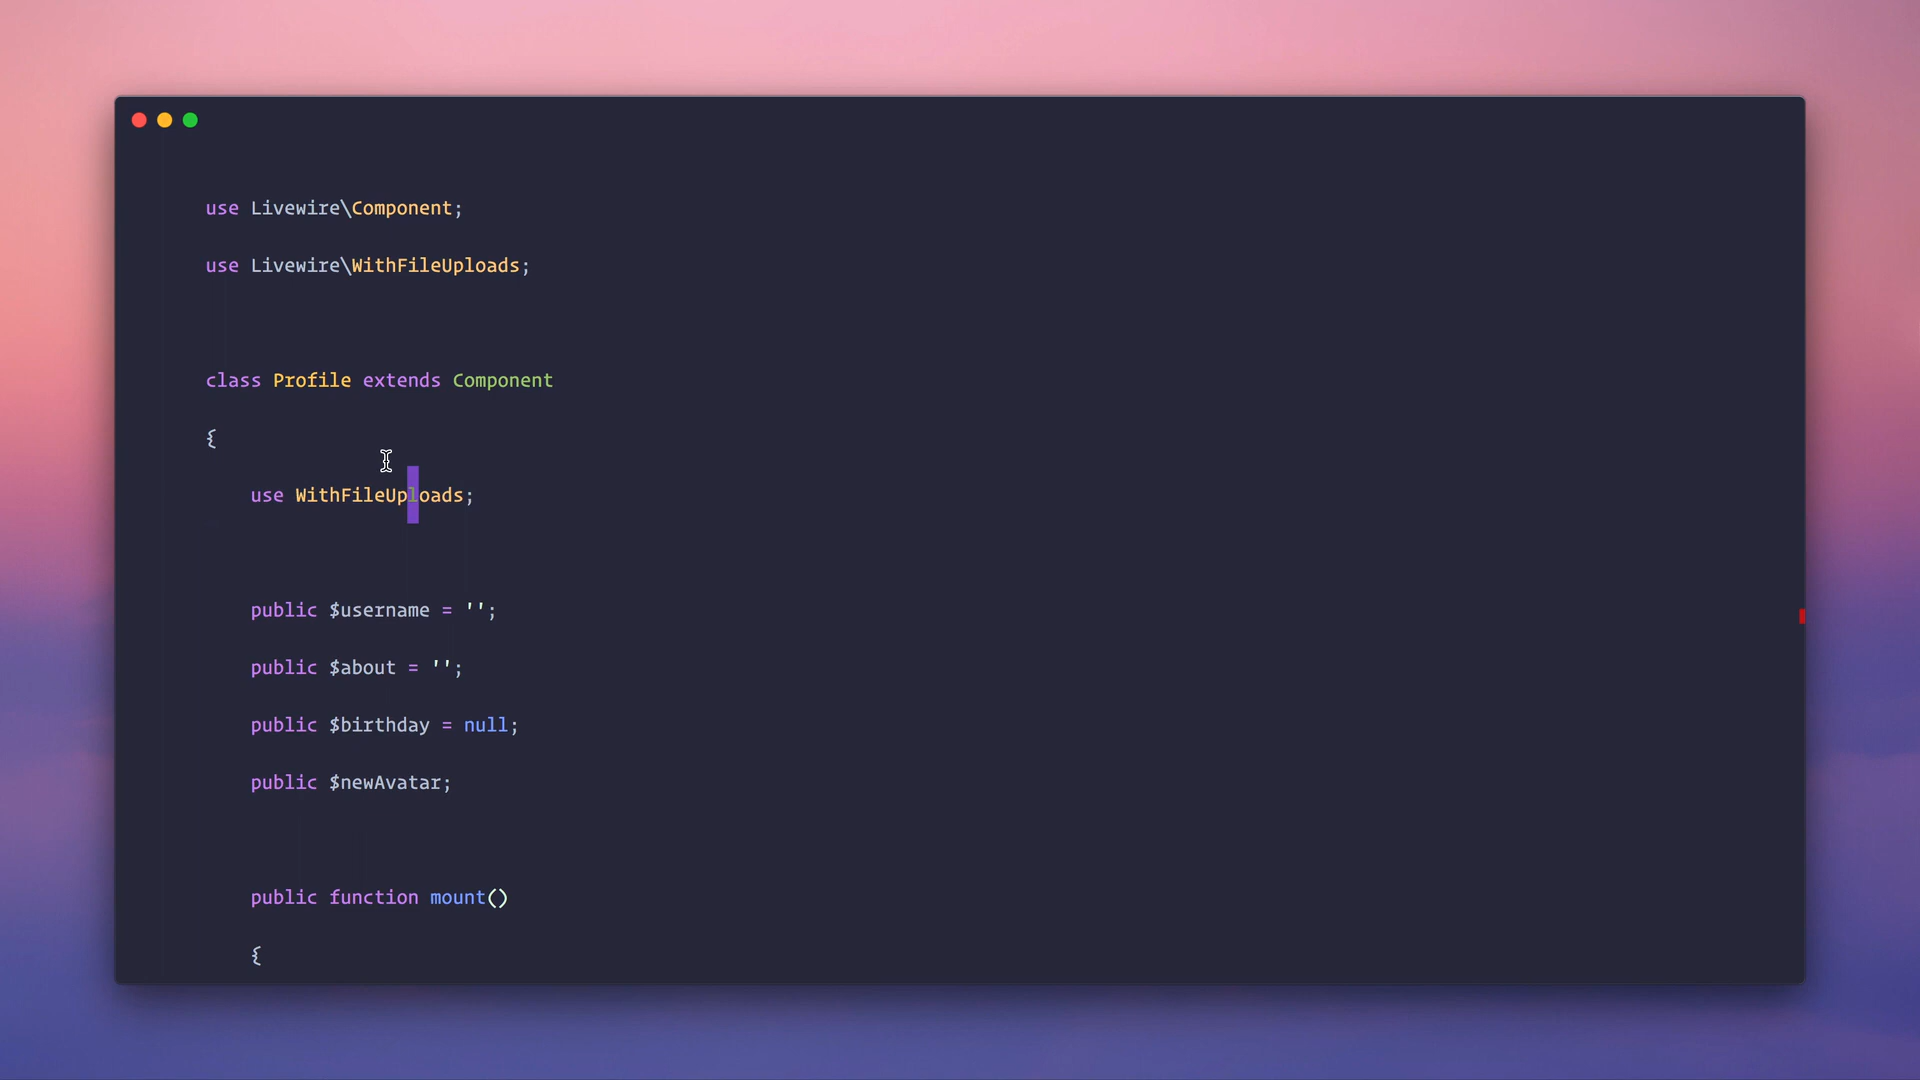 use Livewire\Component;
use Livewire\WithFileUploads;
class Profile extends Component
{
use WithFileUploads;
public $username = '';
public $about = '';
public $birthday = null;
public $newAvatar;
public function mount()
{